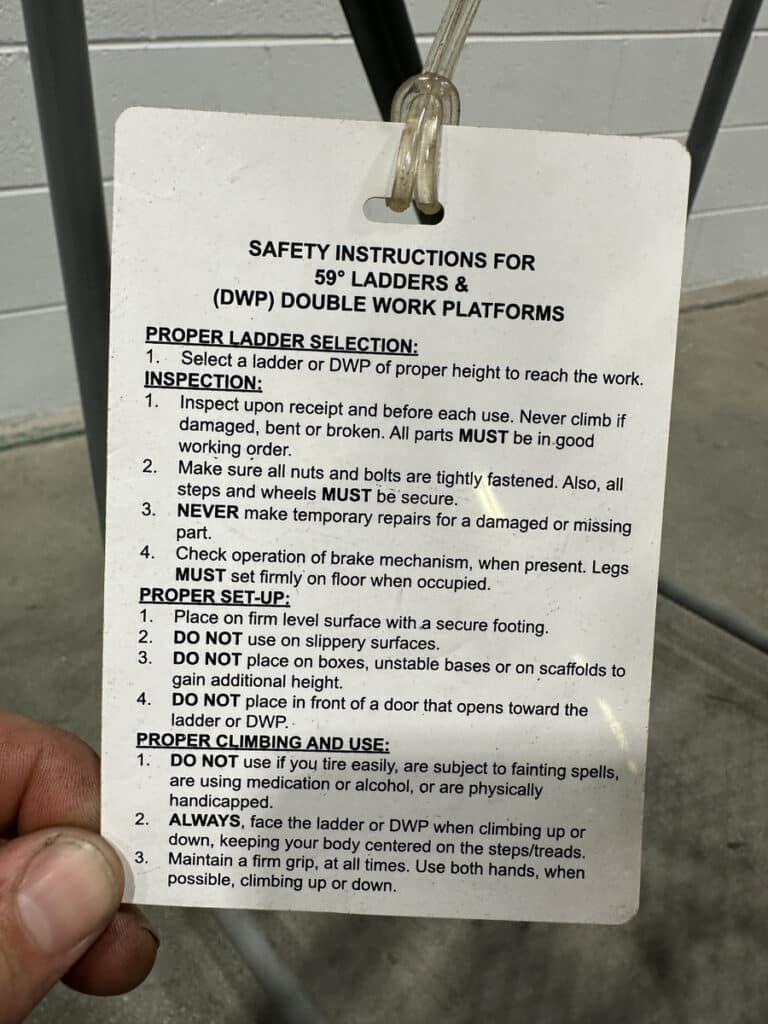 SAFETY INSTRUCTIONS FOR
59° LADDERS &
(DWP) DOUBLE WORK PLATFORMS
PROPER LADDER SELECTION:
1. Select a ladder or DWP of proper height to reach the work.
INSPECTION:
1. Inspect upon receipt and before each use. Never climb if
damaged, bent or broken. All parts MUST be in good
working order.
2. Make sure all nuts and bolts are tightly fastened. Also, all
steps and wheels MUST be secure.
3. NEVER make temporary repairs for a damaged or missing
part.
4. Check operation of brake mechanism, when present. Legs
MUST set firmly on floor when occupied.
PROPER SET-UP:
1. Place on firm level surface with a secure footing.
2. DO NOT use on slippery surfaces.
3. DO NOT place on boxes, unstable bases or on scaffolds to
gain additional height.
4. DO NOT place in front of a door that opens toward the
ladder or DWP.
PROPER CLIMBING AND USE:
1. DO NOT use if you tire easily, are subject to fainting spells,
are using medication or alcohol, or are physically
handicapped.
2. ALWAYS, face the ladder or DWP when climbing up or
down, keeping your body centered on the steps/treads.
3. Maintain a firm grip, at all times. Use both hands, when
possible, climbing up or down.